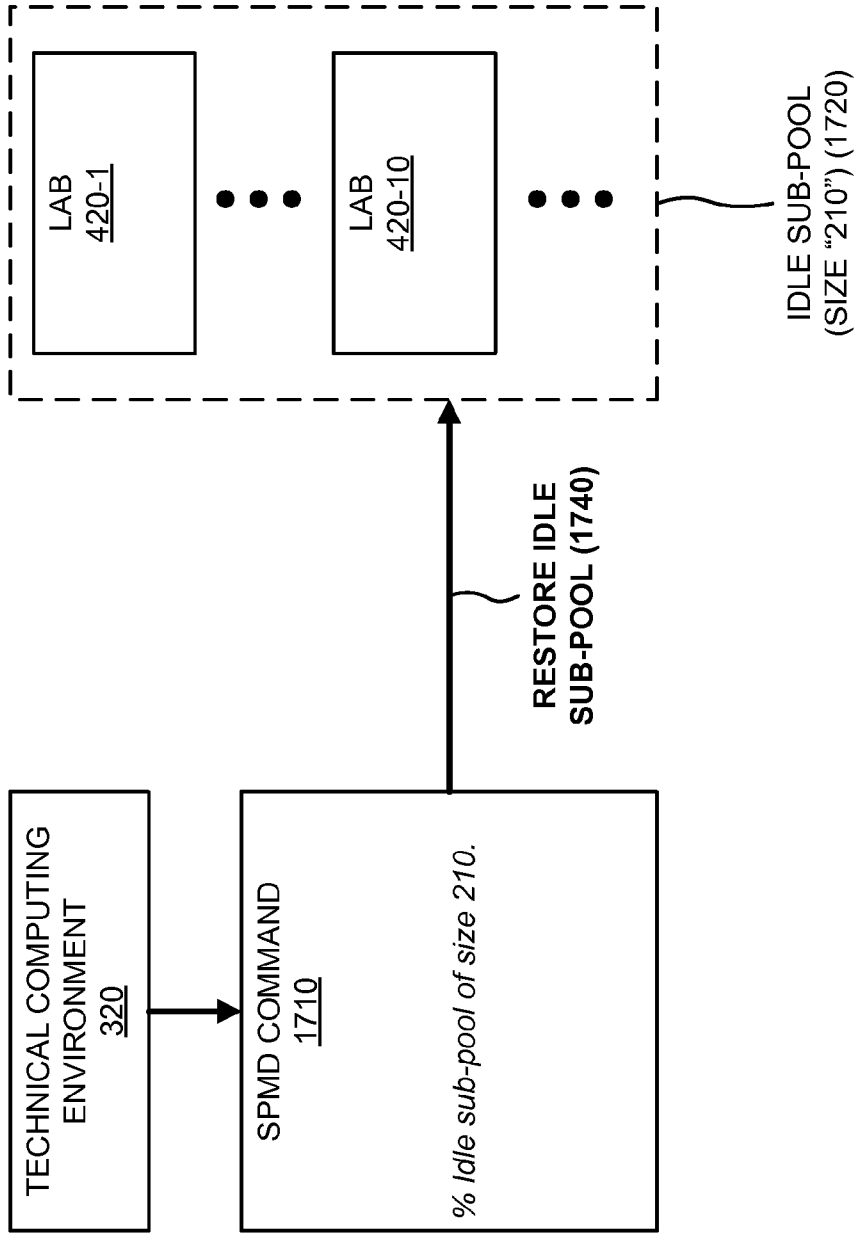 TECHNICAL COMPUTING
ENVIRONMENT
320
SPMD COMMAND
1710
% Idle sub-pool of size 210.
RESTORE IDLE
SUB-POOL (1740)
LAB
420-1
LAB
420-10
IDLE SUB-POOL
(SIZE “210”) (1720)